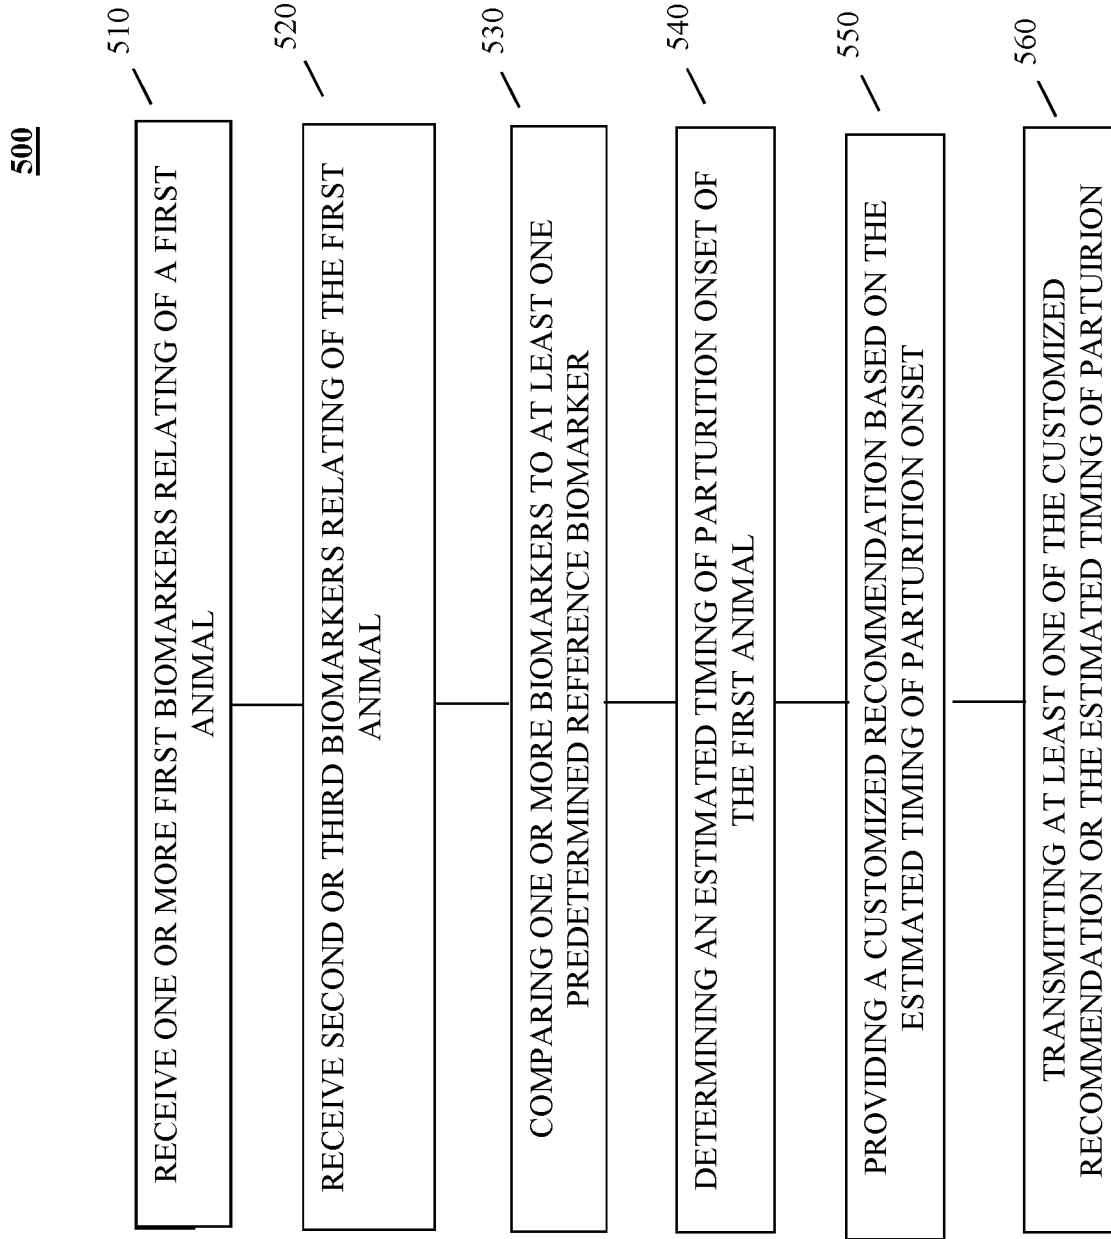 500
510
RECEIVE ONE OR MORE FIRST BIOMARKERS RELATING OF A FIRST
ANIMAL
520
RECEIVE SECOND OR THIRD BIOMARKERS RELATING OF THE FIRST
ANIMAL
530
COMPARING ONE OR MORE BIOMARKERS TO AT LEAST ONE
PREDETERMINED REFERENCE BIOMARKER
540
DETERMINING AN ESTIMATED TIMING OF PARTURITION ONSET OF
THE FIRST ANIMAL
550
PROVIDING A CUSTOMIZED RECOMMENDATION BASED ON THE
ESTIMATED TIMING OF PARTURITION ONSET
560
TRANSMITTING AT LEAST ONE OF THE CUSTOMIZED
RECOMMENDATION OR THE ESTIMATED TIMING OF PARTUIRION